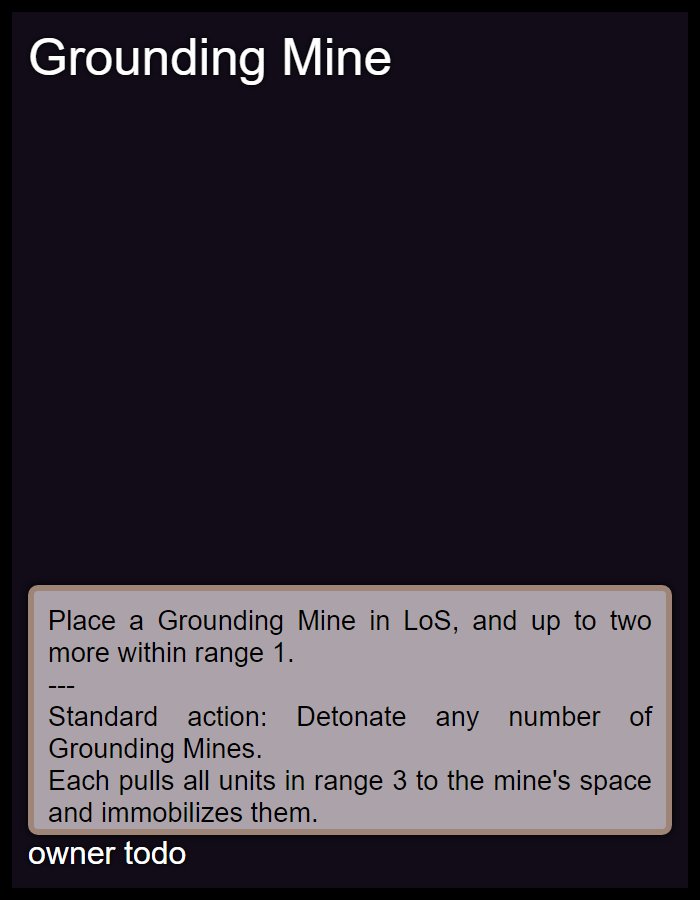 Grounding Mine
Place a Grounding Mine in LoS, and up to two
more within range 1.
---
Standard action: Detonate any number of
Grounding Mines.
Each pulls all units in range 3 to the mine's space
and immobilizes them.
owner todo